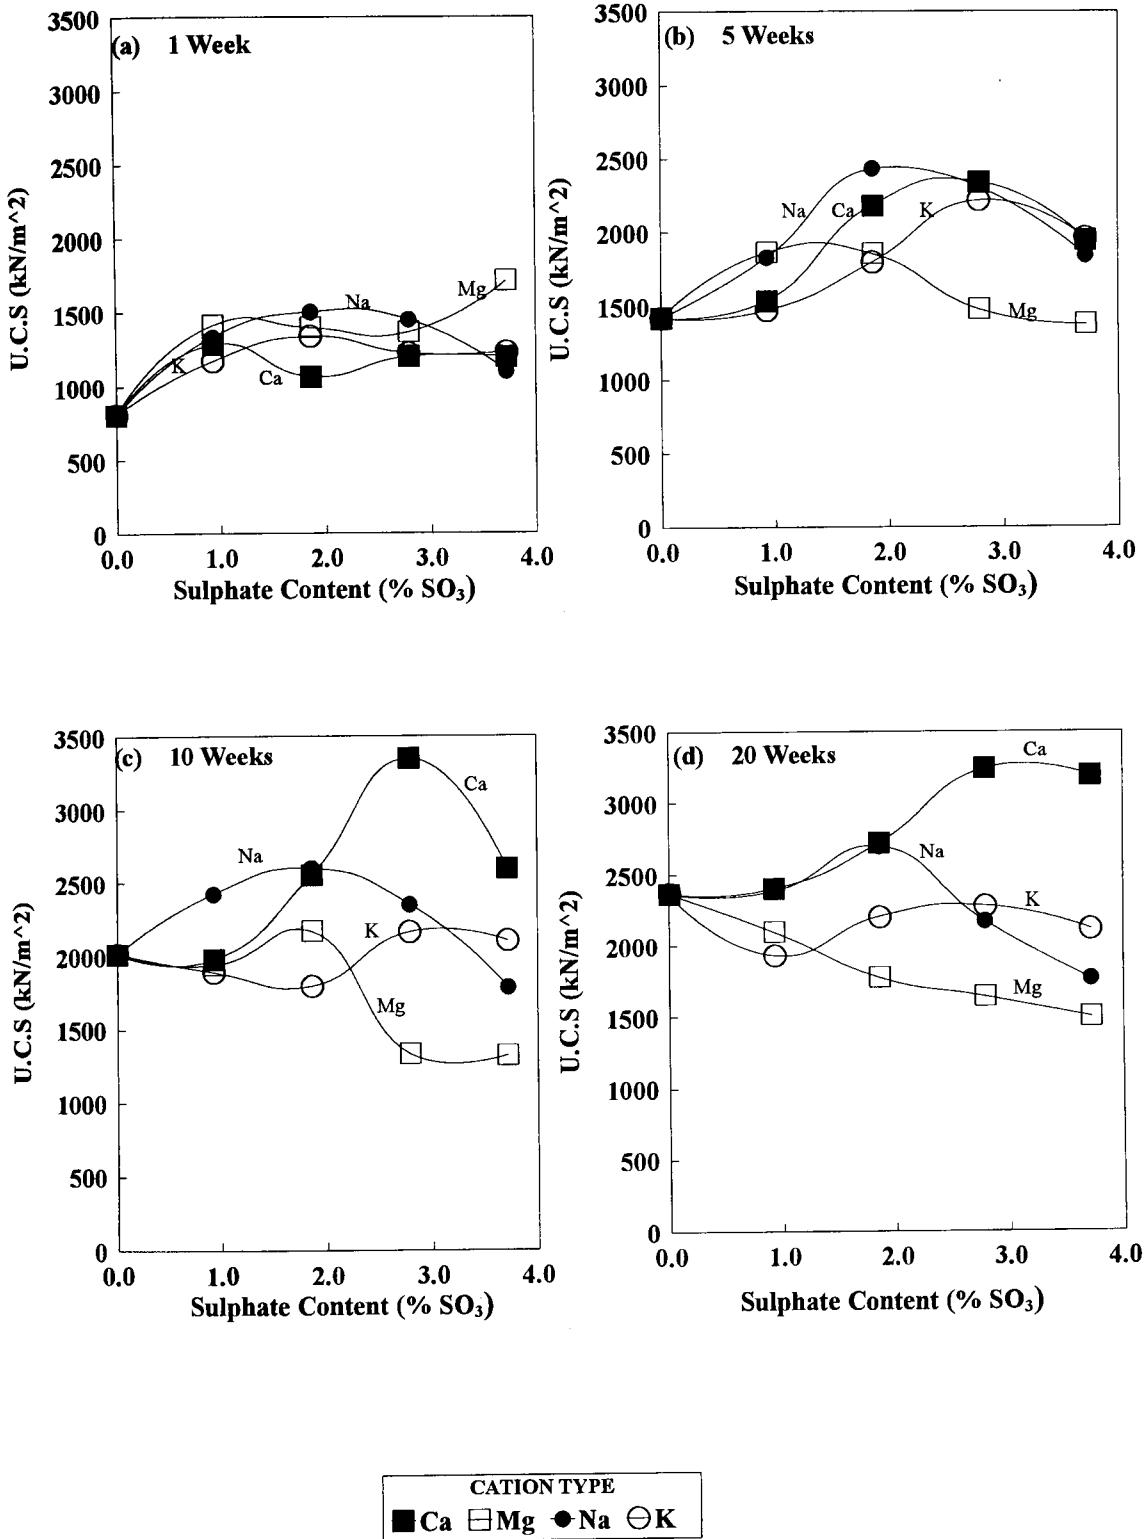 (a) 1 Week
3500
3000
2500
2000
1500
1000
500
0
U.C.S (kN/m^2)
Na
Mg
K
Ca
0.0 1.0 2.0 3.0 4.0
Sulphate Content (% SO₃)
(b) 5 Weeks
3500
3000
2500
2000
1500
1000
500
0
U.C.S (kN/m^2)
Na
Ca
K
Mg
0.0 1.0 2.0 3.0 4.0
Sulphate Content (% SO₃)
(c) 10 Weeks
3500
3000
2500
2000
1500
1000
500
0
U.C.S (kN/m^2)
Ca
Na
K
Mg
0.0 1.0 2.0 3.0 4.0
Sulphate Content (% SO₃)
(d) 20 Weeks
3500
3000
2500
2000
1500
1000
500
0
U.C.S (kN/m^2)
Ca
Na
K
Mg
0.0 1.0 2.0 3.0 4.0
Sulphate Content (% SO₃)
CATION TYPE
Ca Mg Na K